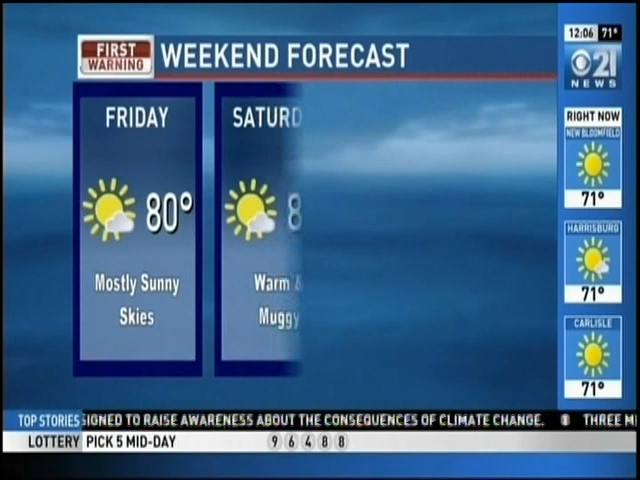 FIRST
WARNING
WEEKEND FORECAST
12:06 71°
21
NEWS
FRIDAY
80°
Mostly Sunny
Skies
SATURD
8
Warm &
Muggy
RIGHT NOW
NEW BLOOMFIELD
71°
HARRISBURG
71°
CARLISLE
71°
TOP STORIES
SIGNED TO RAISE AWARENESS ABOUT THE CONSEQUENCES OF CLIMATE CHANGE. THREE M
LOTTERY PICK 5 MID-DAY 9 6 4 8 8